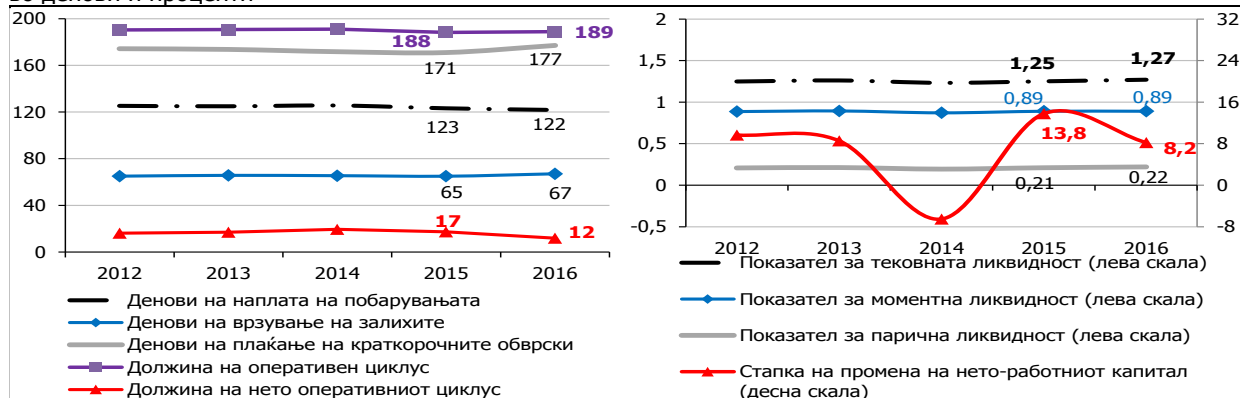 во денови и проценти
200
160
120
80
40
0
188
189
171
177
123
122
65
67
17
12
2012 2013 2014 2015 2016
Денови на наплата на побарувањата
Денови на врзување на залихите
Денови на плаќање на краткорочните обврски
Должина на оперативен циклус
Должина на нето оперативниот циклус
2
1,5
1
0,5
0
-0,5
32
24
16
8
0
-8
1,25
1,27
0,89
0,89
13,8
8,2
0,21
0,22
2012 2013 2014 2015 2016
Показател за тековната ликвидност (лева скала)
Показател за моментна ликвидност (лева скала)
Показател за парична ликвидност (лева скала)
Стапка на промена на нето-работниот капитал
(десна скала)